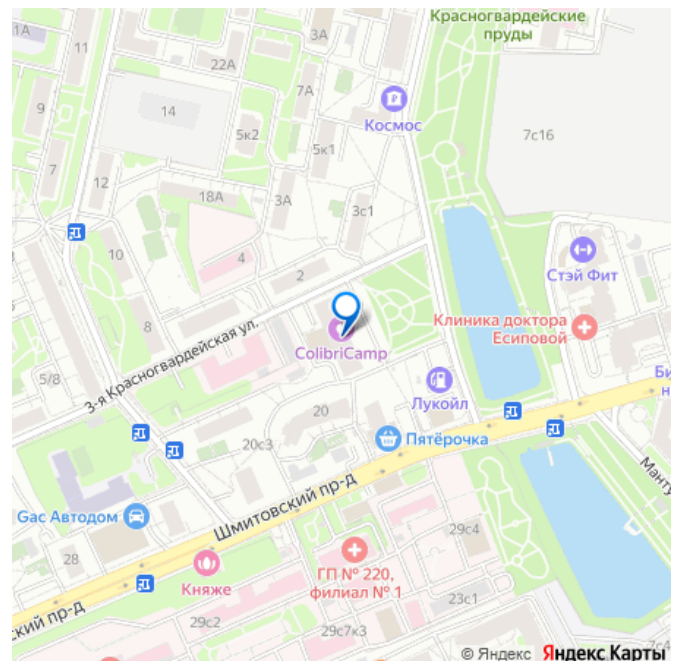 Красногвардейские
пруды
1А
11
3А
22А
7А
9
14
Космос
5к2
5к1
7с16
7
12
18А
3А
3с1
10
4
2
Стэй Фит
Клиника доктора
Есиповой
8
3-я Красногвардейская ул.
ColibriCamp
5/8
Лукойл
20
Пятёрочка
20с3
Gac Автодом
Шмитовский пр-д
28
29с4
Княже
ГП № 220,
филиал № 1
23с1
ский пр-д
29с2
29с7к3
7с4
© Яндекс Яндекс Карты